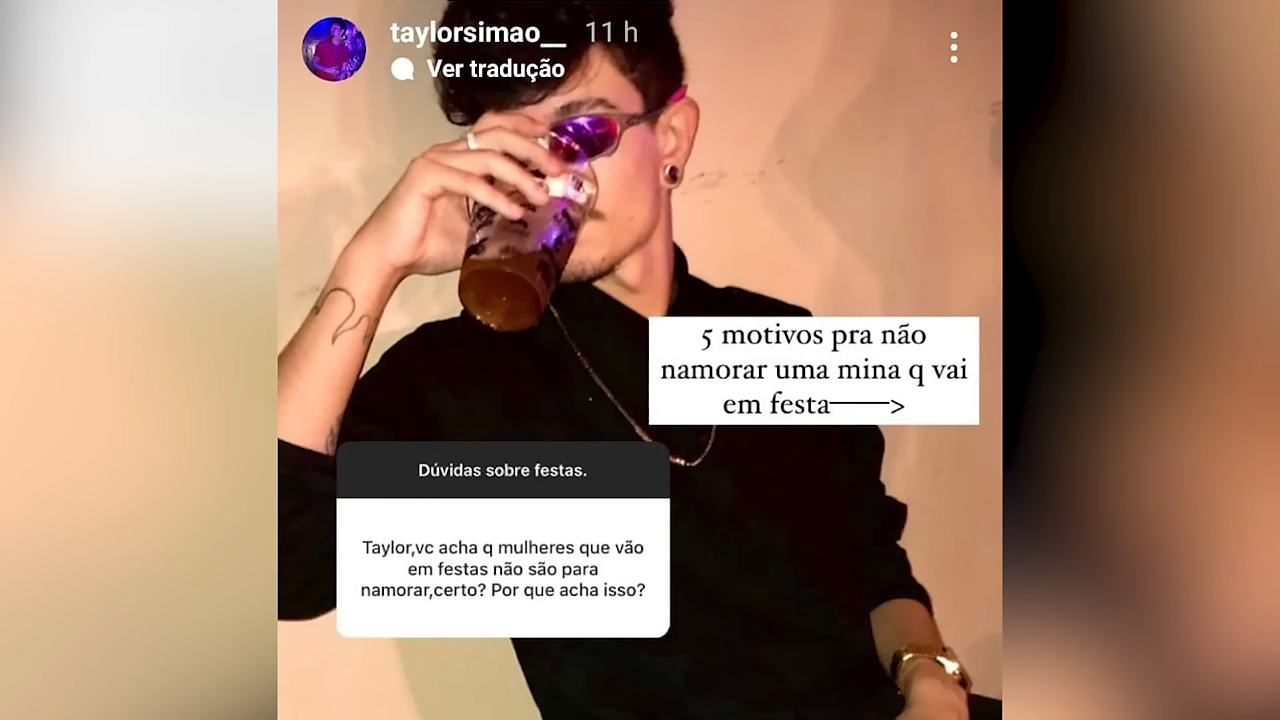 taylorsimao__ 11 h
Ver tradução
5 motivos pra não
namorar uma mina q vai
em festa——>
Dúvidas sobre festas.
Taylor,vc acha q mulheres que vão
em festas não são para
namorar,certo? Por que acha isso?